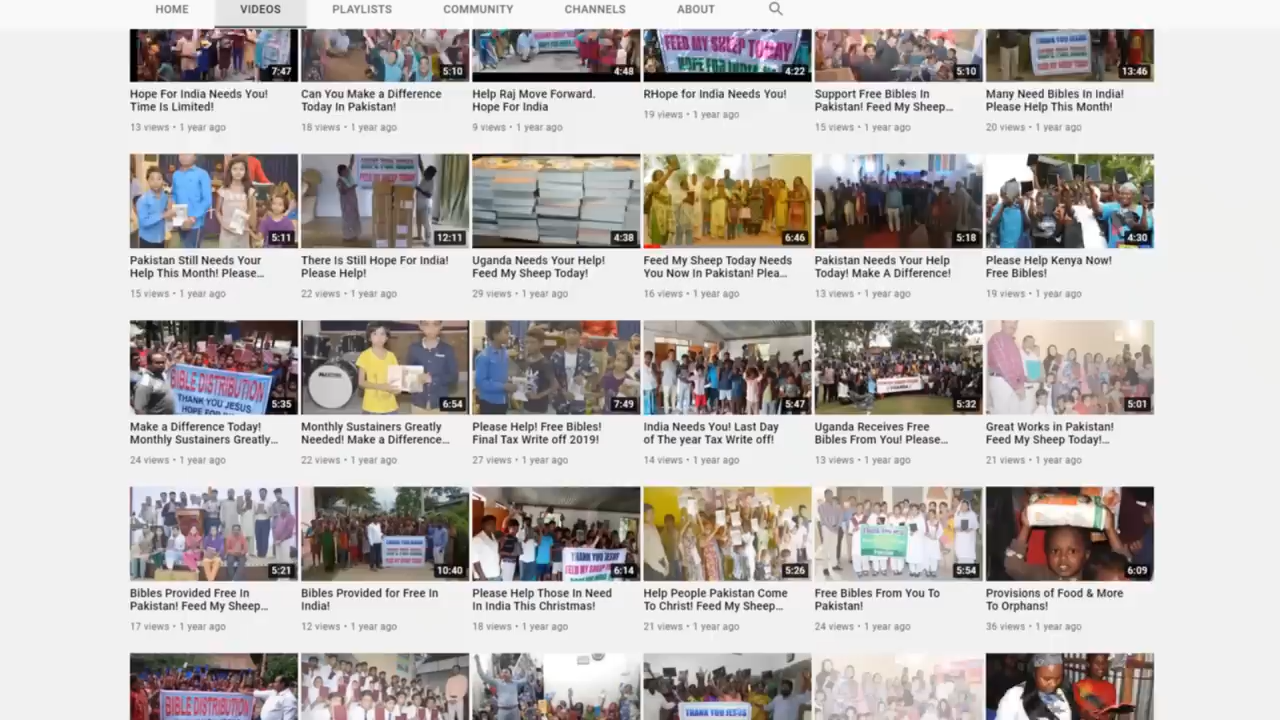 HOME VIDEOS PLAYLISTS COMMUNITY CHANNELS ABOUT
FEED MY SHEEP TODAY
7:47 5:10 4:48 4:22 5:10 13:46
Hope For India Needs You! Can You Make a Difference Help Raj Move Forward. RHope for India Needs You! Support Free Bibles In Many Need Bibles In India!
Time Is Limited! Today In Pakistan! Hope For India Pakistan! Feed My Sheep... Please Help This Month!
13 views • 1 year ago 18 views • 1 year ago 9 views • 1 year ago 19 views • 1 year ago 15 views • 1 year ago 20 views • 1 year ago
5:11 12:11 4:38 6:46 5:18 4:30
Pakistan Still Needs Your There Is Still Hope For India! Uganda Needs Your Help! Feed My Sheep Today Needs Pakistan Needs Your Help Please Help Kenya Now!
Help This Month! Please... Please Help! Feed My Sheep Today! You Now In Pakistan! Plea... Today! Make A Difference! Free Bibles!
15 views • 1 year ago 22 views • 1 year ago 29 views • 1 year ago 16 views • 1 year ago 13 views • 1 year ago 19 views • 1 year ago
BIBLE DISTRIBUTION
THANK YOU JESUS
5:35 6:54 7:49 5:47 5:32 5:01
Make a Difference Today! Monthly Sustainers Greatly Please Help! Free Bibles! India Needs You! Last Day Uganda Receives Free Great Works in Pakistan!
Monthly Sustainers Greatly... Needed! Make a Difference... Final Tax Write off 2019! of The year Tax Write off! Bibles From You! Please... Feed My Sheep Today!...
24 views • 1 year ago 22 views • 1 year ago 27 views • 1 year ago 14 views • 1 year ago 13 views • 1 year ago 21 views • 1 year ago
THANK YOU JESUS
5:21 10:40 6:14 5:26 5:54 6:09
Bibles Provided Free In Bibles Provided for Free In Please Help Those In Need Help People Pakistan Come Free Bibles From You To Provisions of Food & More
Pakistan! Feed My Sheep... India! In India This Christmas! To Christ! Feed My Sheep... Pakistan! To Orphans!
17 views • 1 year ago 12 views • 1 year ago 18 views • 1 year ago 21 views • 1 year ago 24 views • 1 year ago 36 views • 1 year ago
BIBLE DISTRIBUTION THANK YOU JESUS